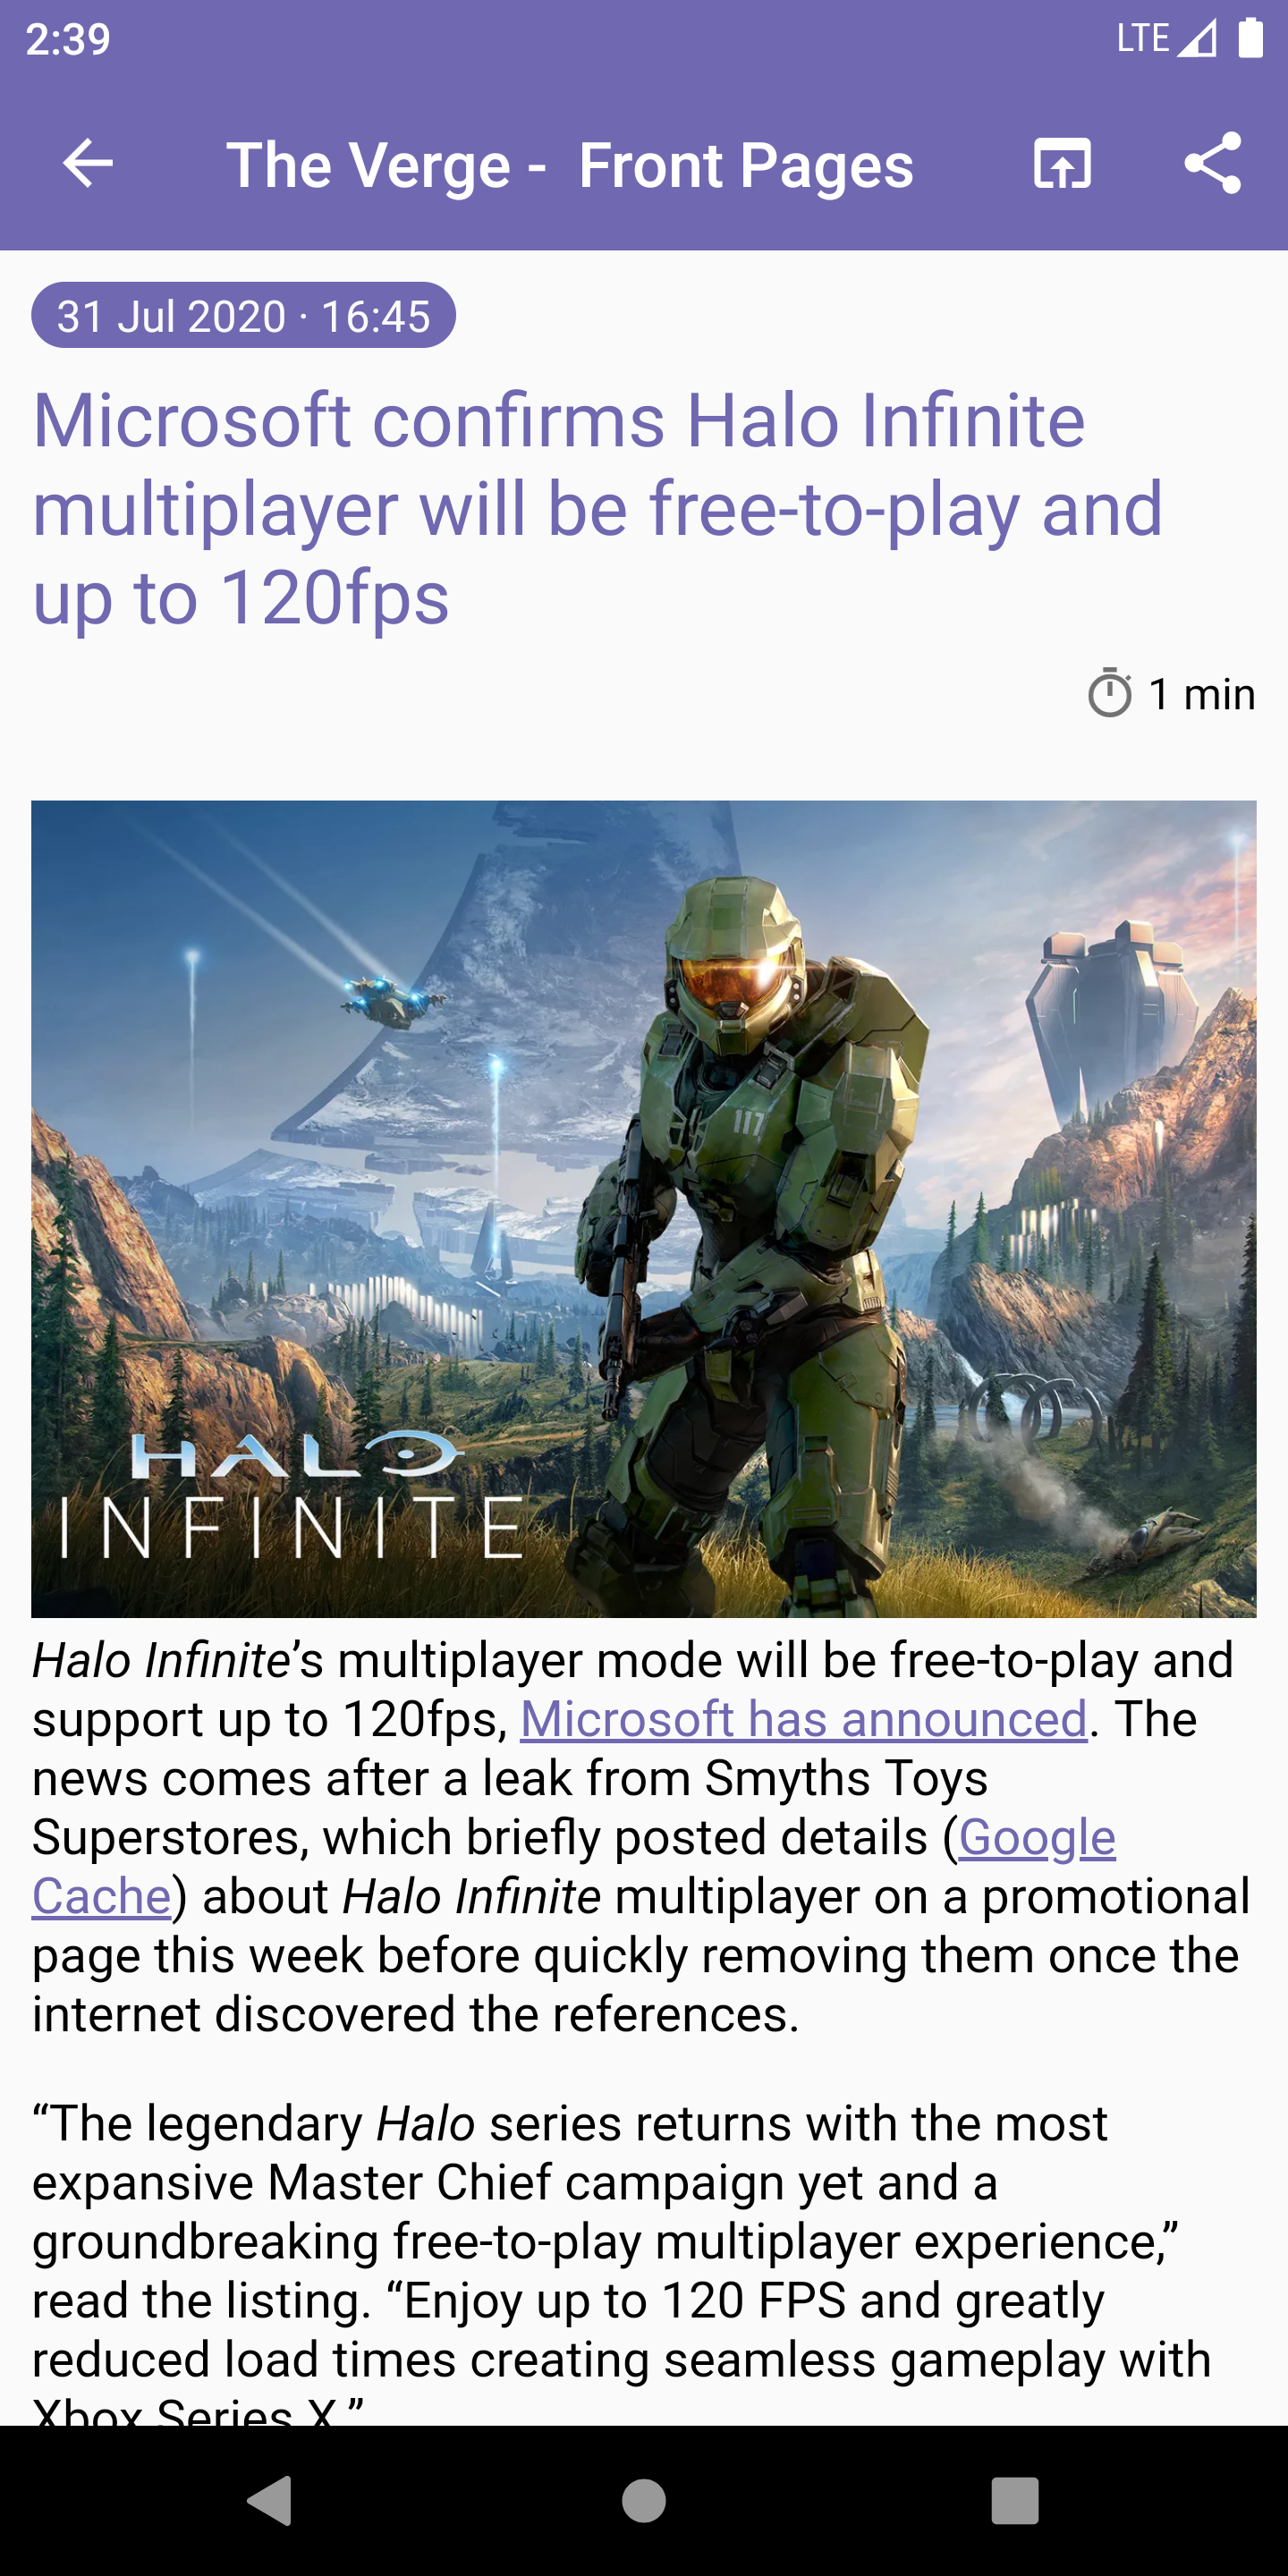 2:39
LTE
The Verge -  Front Pages
31 Jul 2020 · 16:45
Microsoft confirms Halo Infinite
multiplayer will be free-to-play and
up to 120fps
1 min
117
HALO
INFINITE
Halo Infinite’s multiplayer mode will be free-to-play and
support up to 120fps, Microsoft has announced. The
news comes after a leak from Smyths Toys
Superstores, which briefly posted details (Google
Cache) about Halo Infinite multiplayer on a promotional
page this week before quickly removing them once the
internet discovered the references.
“The legendary Halo series returns with the most
expansive Master Chief campaign yet and a
groundbreaking free-to-play multiplayer experience,”
read the listing. “Enjoy up to 120 FPS and greatly
reduced load times creating seamless gameplay with
Xbox Series X.”